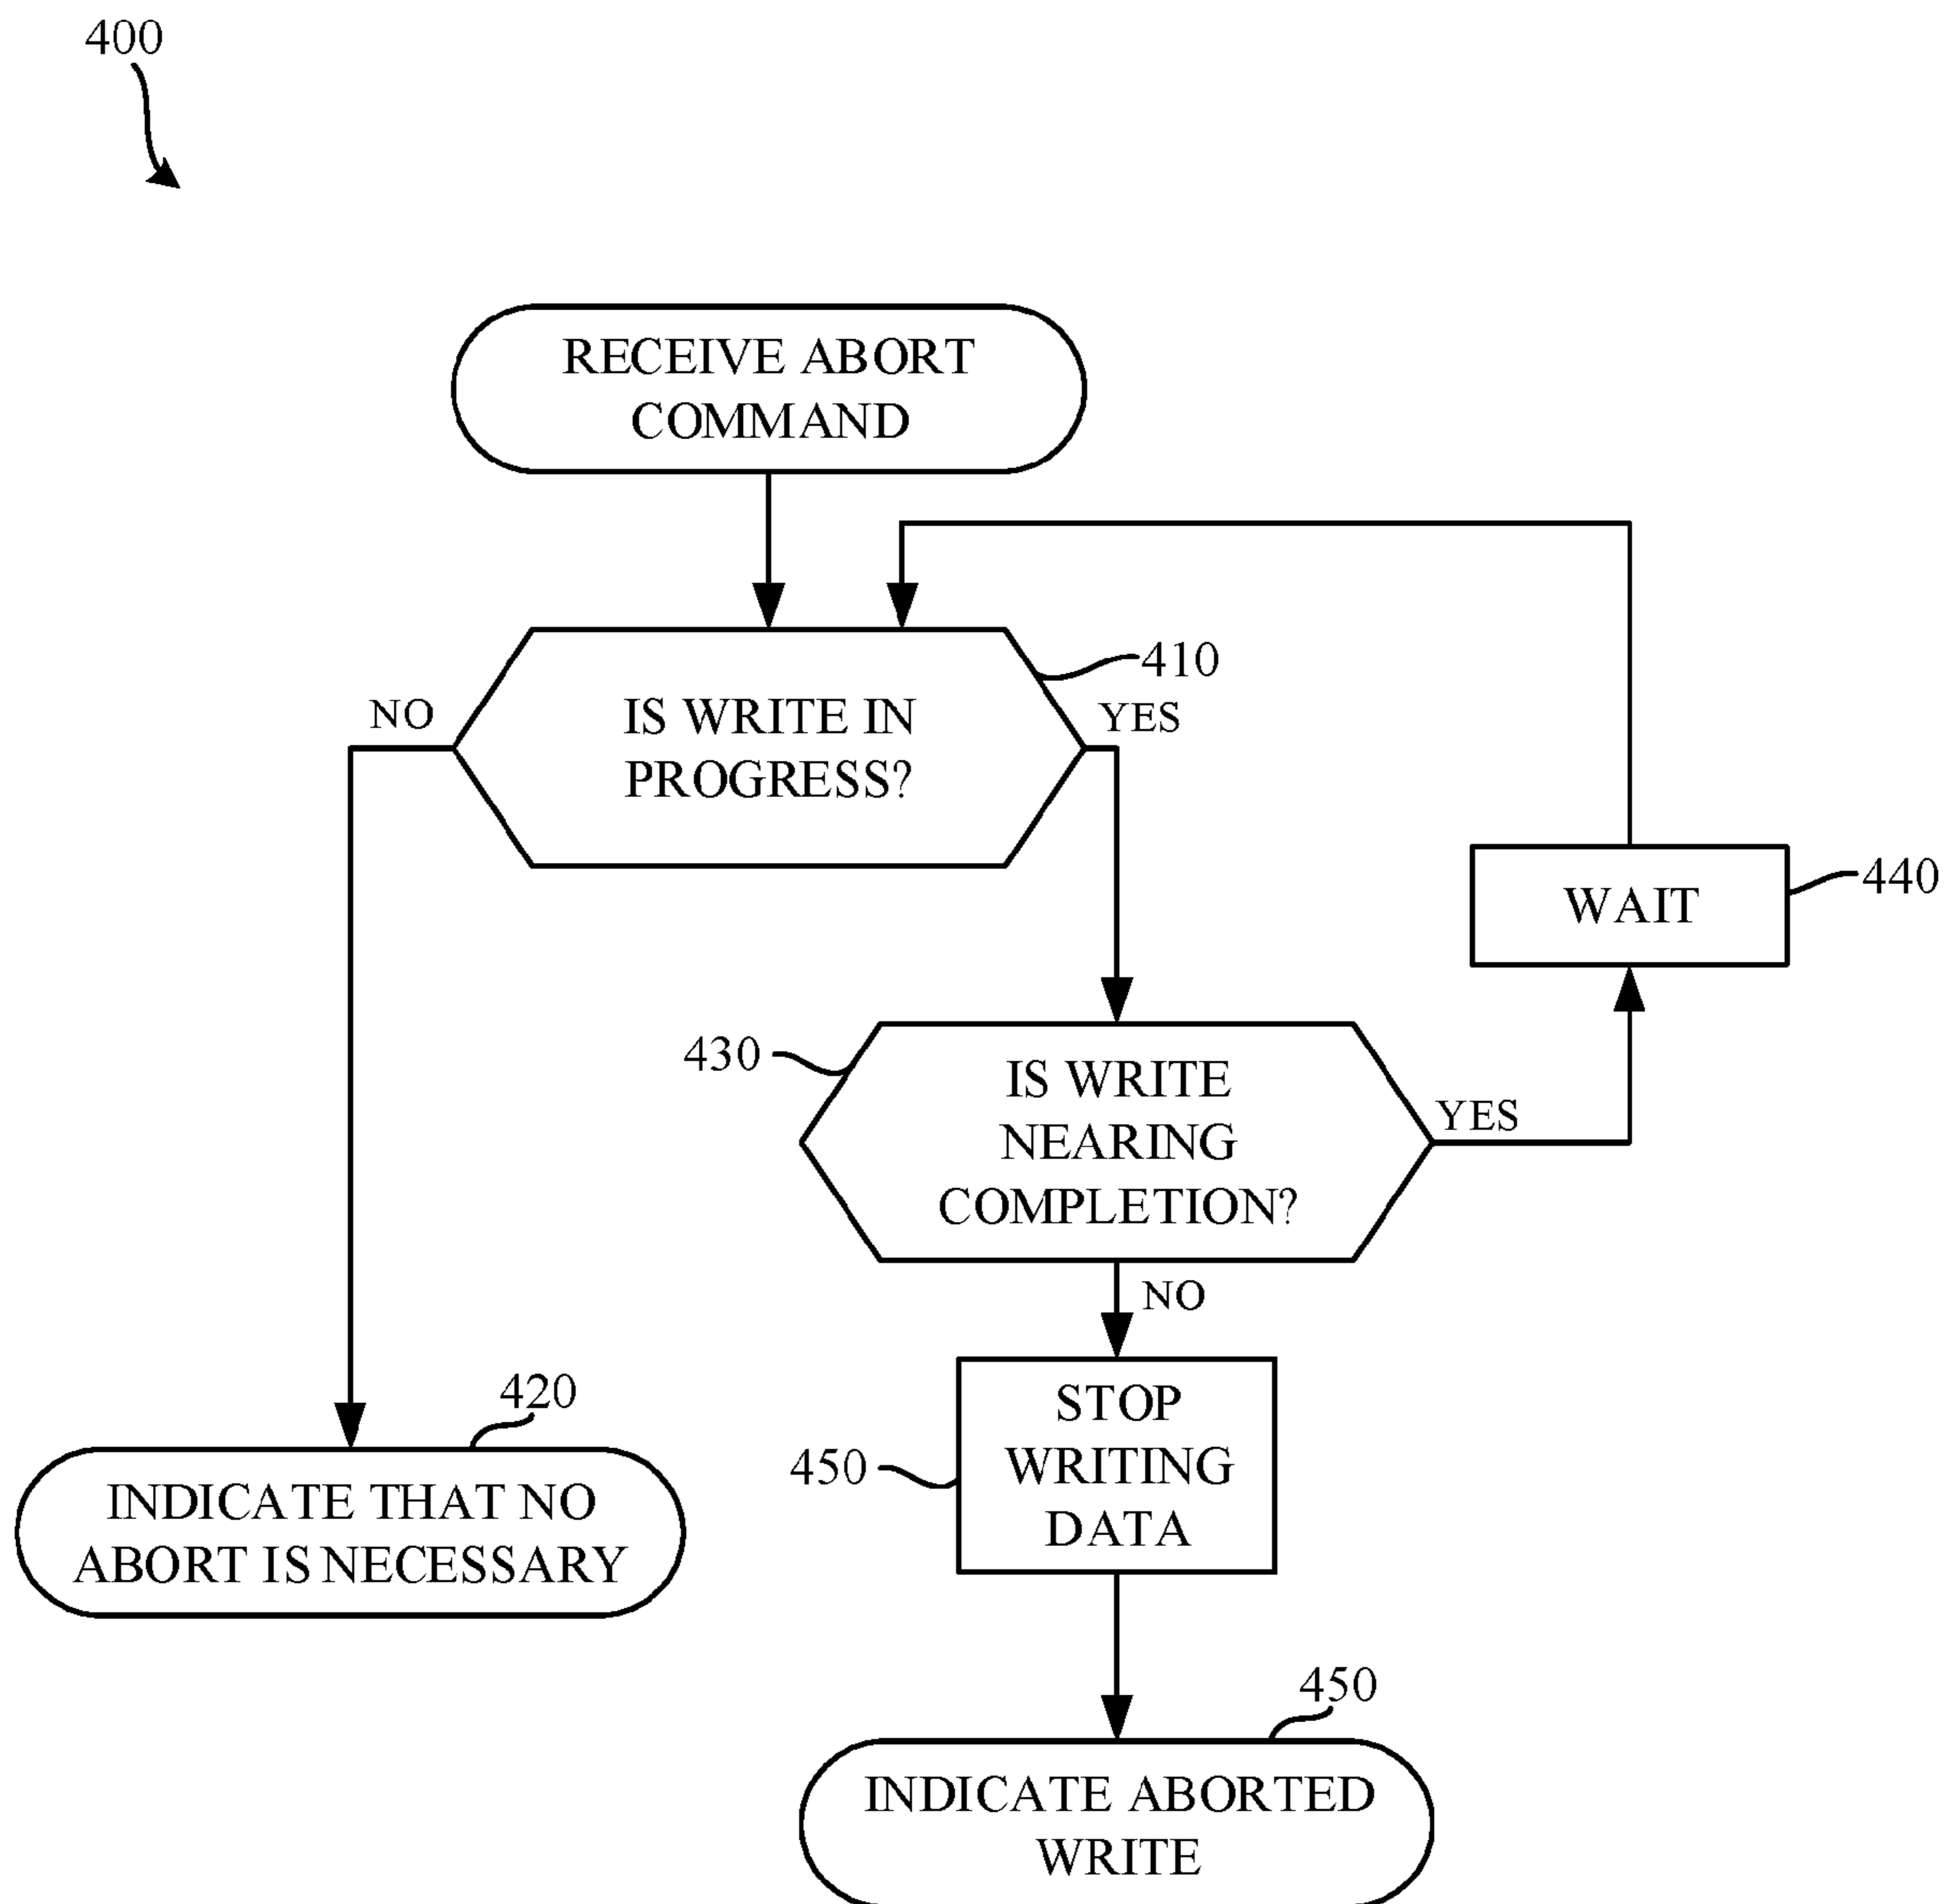 400
RECEIVE ABORT
COMMAND
410
NO
IS WRITE IN
PROGRESS?
YES
440
WAIT
430
IS WRITE
NEARING
COMPLETION?
YES
NO
420
INDICATE THAT NO
ABORT IS NECESSARY
450
STOP
WRITING
DATA
450
INDICATE ABORTED
WRITE